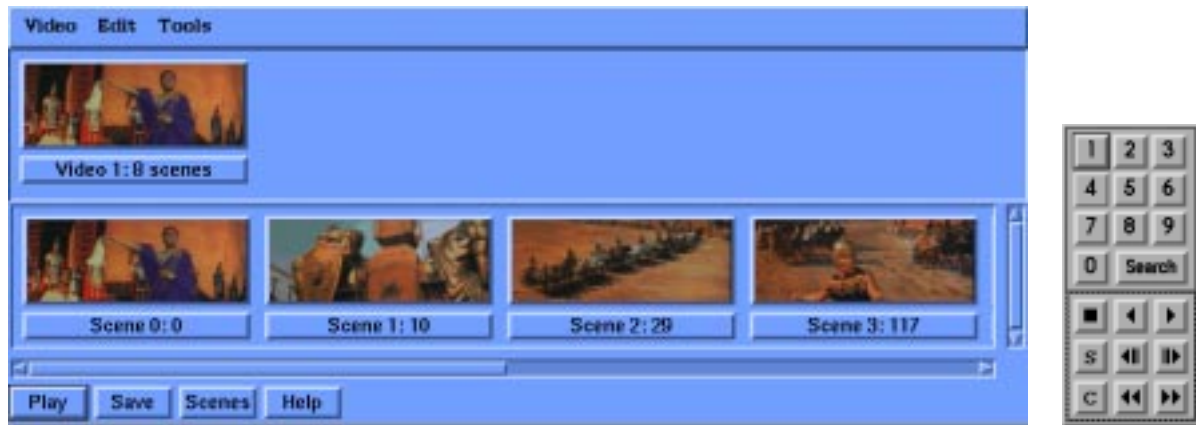 Video Edit Tools
Video 1: 8 scenes
Scene 0: 0 Scene 1: 10 Scene 2: 29 Scene 3: 117
Play Save Scenes Help
1 2 3
4 5 6
7 8 9
0 Search
S
C